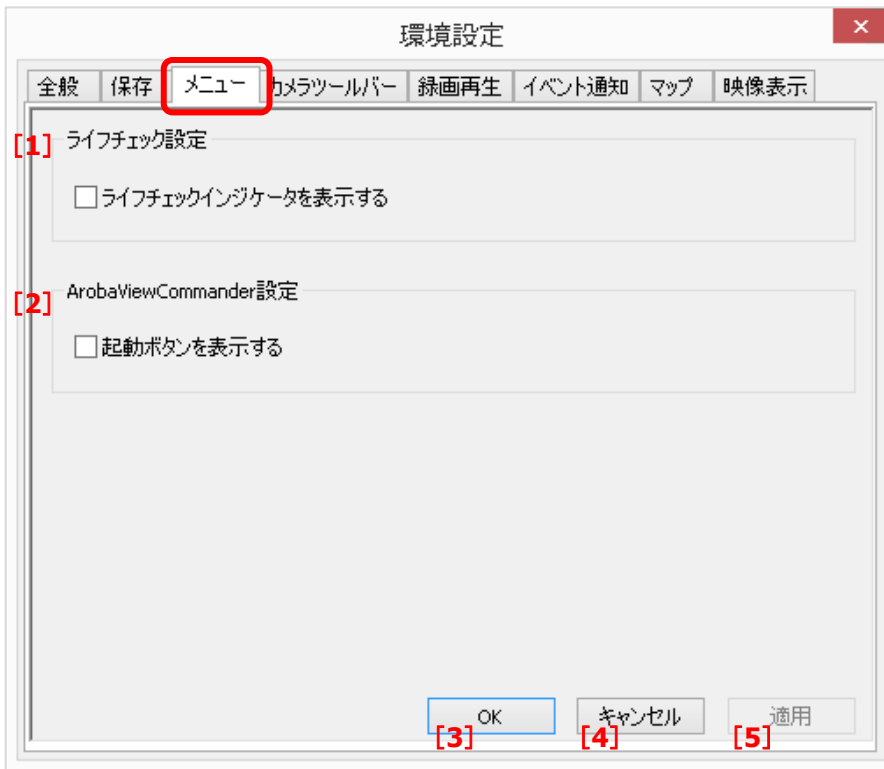 環境設定
全般 保存 メニュー カメラツールバー 録画再生 イベント通知 マップ 映像表示
[1] ライフチェック設定
ライフチェックインジケータを表示する
[2] ArobaViewCommander設定
起動ボタンを表示する
OK キャンセル 適用
[3] [4] [5]